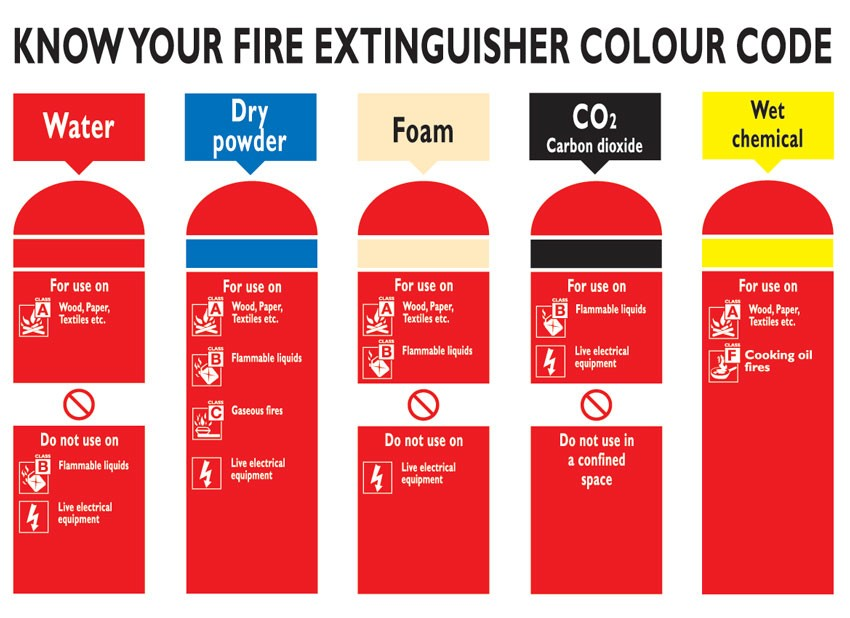 KNOW YOUR FIRE EXTINGUISHER COLOUR CODE
Water
For use on
CLASS
A
Wood, Paper,
Textiles etc.
Do not use on
CLASS
B
Flammable liquids
Live electrical
equipment
Dry
powder
For use on
CLASS
A
Wood, Paper,
Textiles etc.
CLASS
B
Flammable liquids
CLASS
C
Gaseous fires
Live electrical
equipment
Foam
For use on
CLASS
A
Wood, Paper,
Textiles etc.
CLASS
B
Flammable liquids
Do not use on
Live electrical
equipment
CO₂
Carbon dioxide
For use on
CLASS
B
Flammable liquids
Live electrical
equipment
Do not use in
a confined
space
Wet
chemical
For use on
CLASS
A
Wood, Paper,
Textiles etc.
CLASS
F
Cooking oil
fires